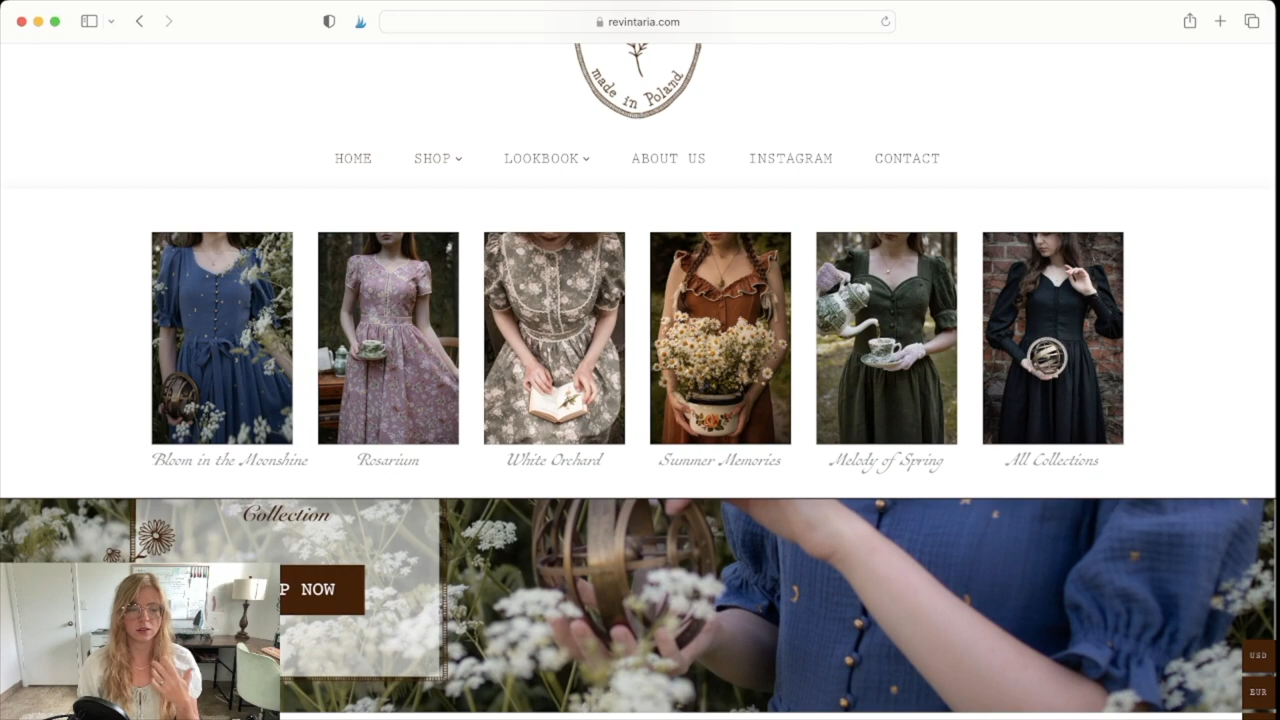 revintaria.com
made in Poland
HOME SHOP LOOKBOOK ABOUT US INSTAGRAM CONTACT
Bloom in the Moonshine Rosarium White Orchard Summer Memories Melody of Spring All Collections
Collection
P NOW
USD
EUR